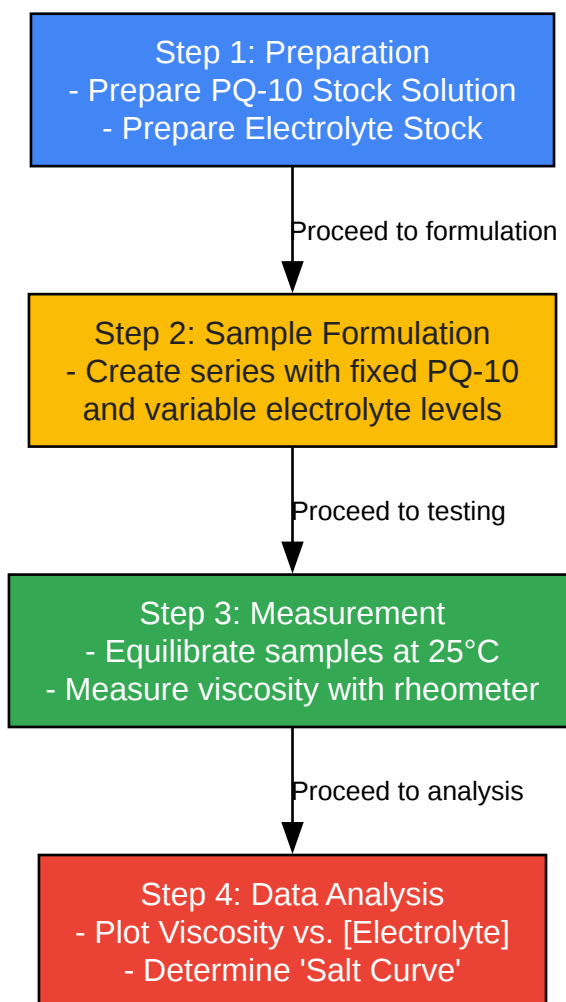 Step 1: Preparation
- Prepare PQ-10 Stock Solution
- Prepare Electrolyte Stock
Proceed to formulation
Step 2: Sample Formulation
- Create series with fixed PQ-10
and variable electrolyte levels
Proceed to testing
Step 3: Measurement
- Equilibrate samples at 25°C
- Measure viscosity with rheometer
Proceed to analysis
Step 4: Data Analysis
- Plot Viscosity vs. [Electrolyte]
- Determine 'Salt Curve'